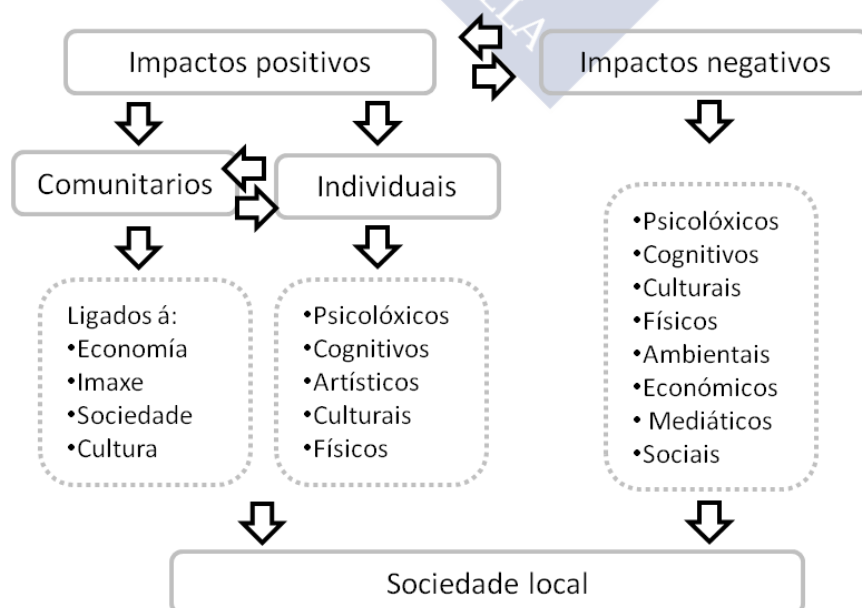 Impactos positivos
Impactos negativos
Comunitarios
Individuais
Ligados á:
•Economía
•Imaxe
•Sociedade
•Cultura
•Psicolóxicos
•Cognitivos
•Artísticos
•Culturais
•Físicos
•Psicolóxicos
•Cognitivos
•Culturais
•Físicos
•Ambientais
•Económicos
• Mediáticos
•Sociais
Sociedade local